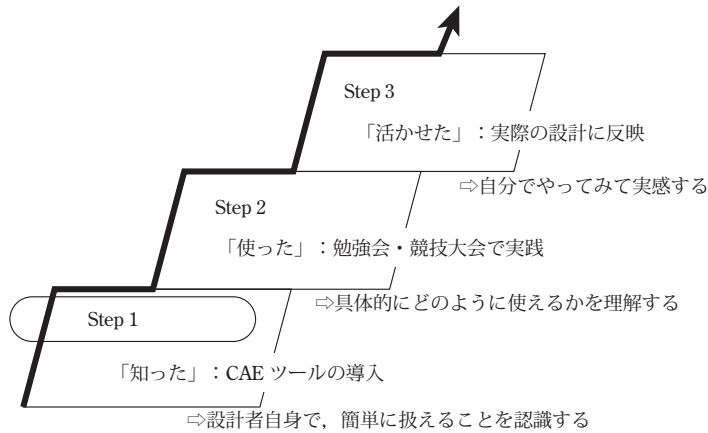 Step 3
「活かせた」：実際の設計に反映
⇨自分でやってみて実感する
Step 2
「使った」：勉強会・競技大会で実践
⇨具体的にどのように使えるかを理解する
Step 1
「知った」：CAE ツールの導入
⇨設計者自身で，簡単に扱えることを認識する